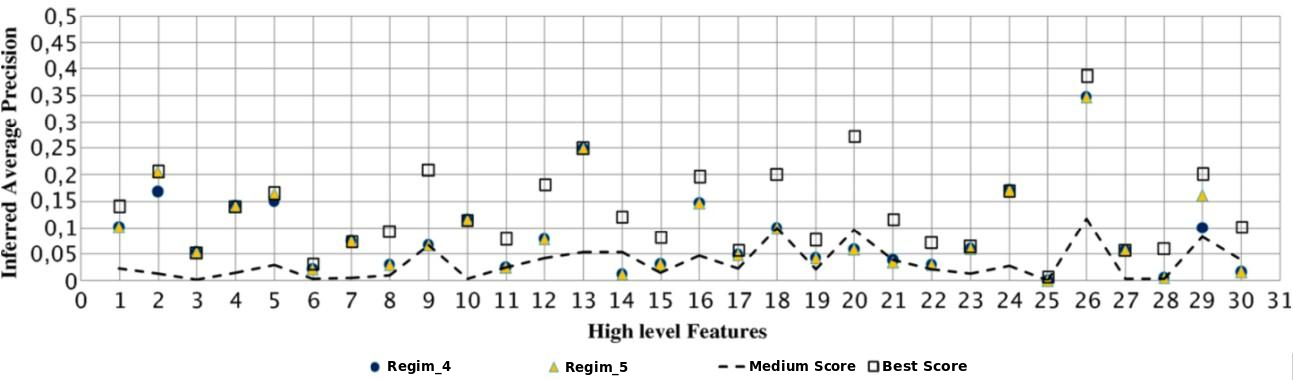 Inferred Average Precision
0,5
0,45
0,4
0,35
0,3
0,25
0,2
0,15
0,1
0,05
0
0 1 2 3 4 5 6 7 8 9 10 11 12 13 14 15 16 17 18 19 20 21 22 23 24 25 26 27 28 29 30 31
High level Features
Regim_4 Regim_5 Medium Score Best Score